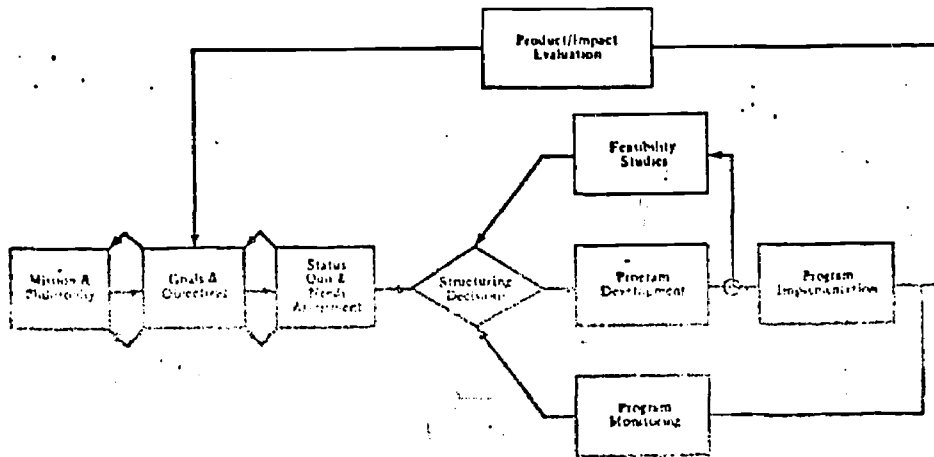 Product/Impact
Evaluation
Feasibility
Studies
Mission &
Philosophy
Goals &
Objectives
Status
Quo &
Needs
Assessment
Structuring
Decisions
Program
Development
Program
Implementation
Program
Monitoring